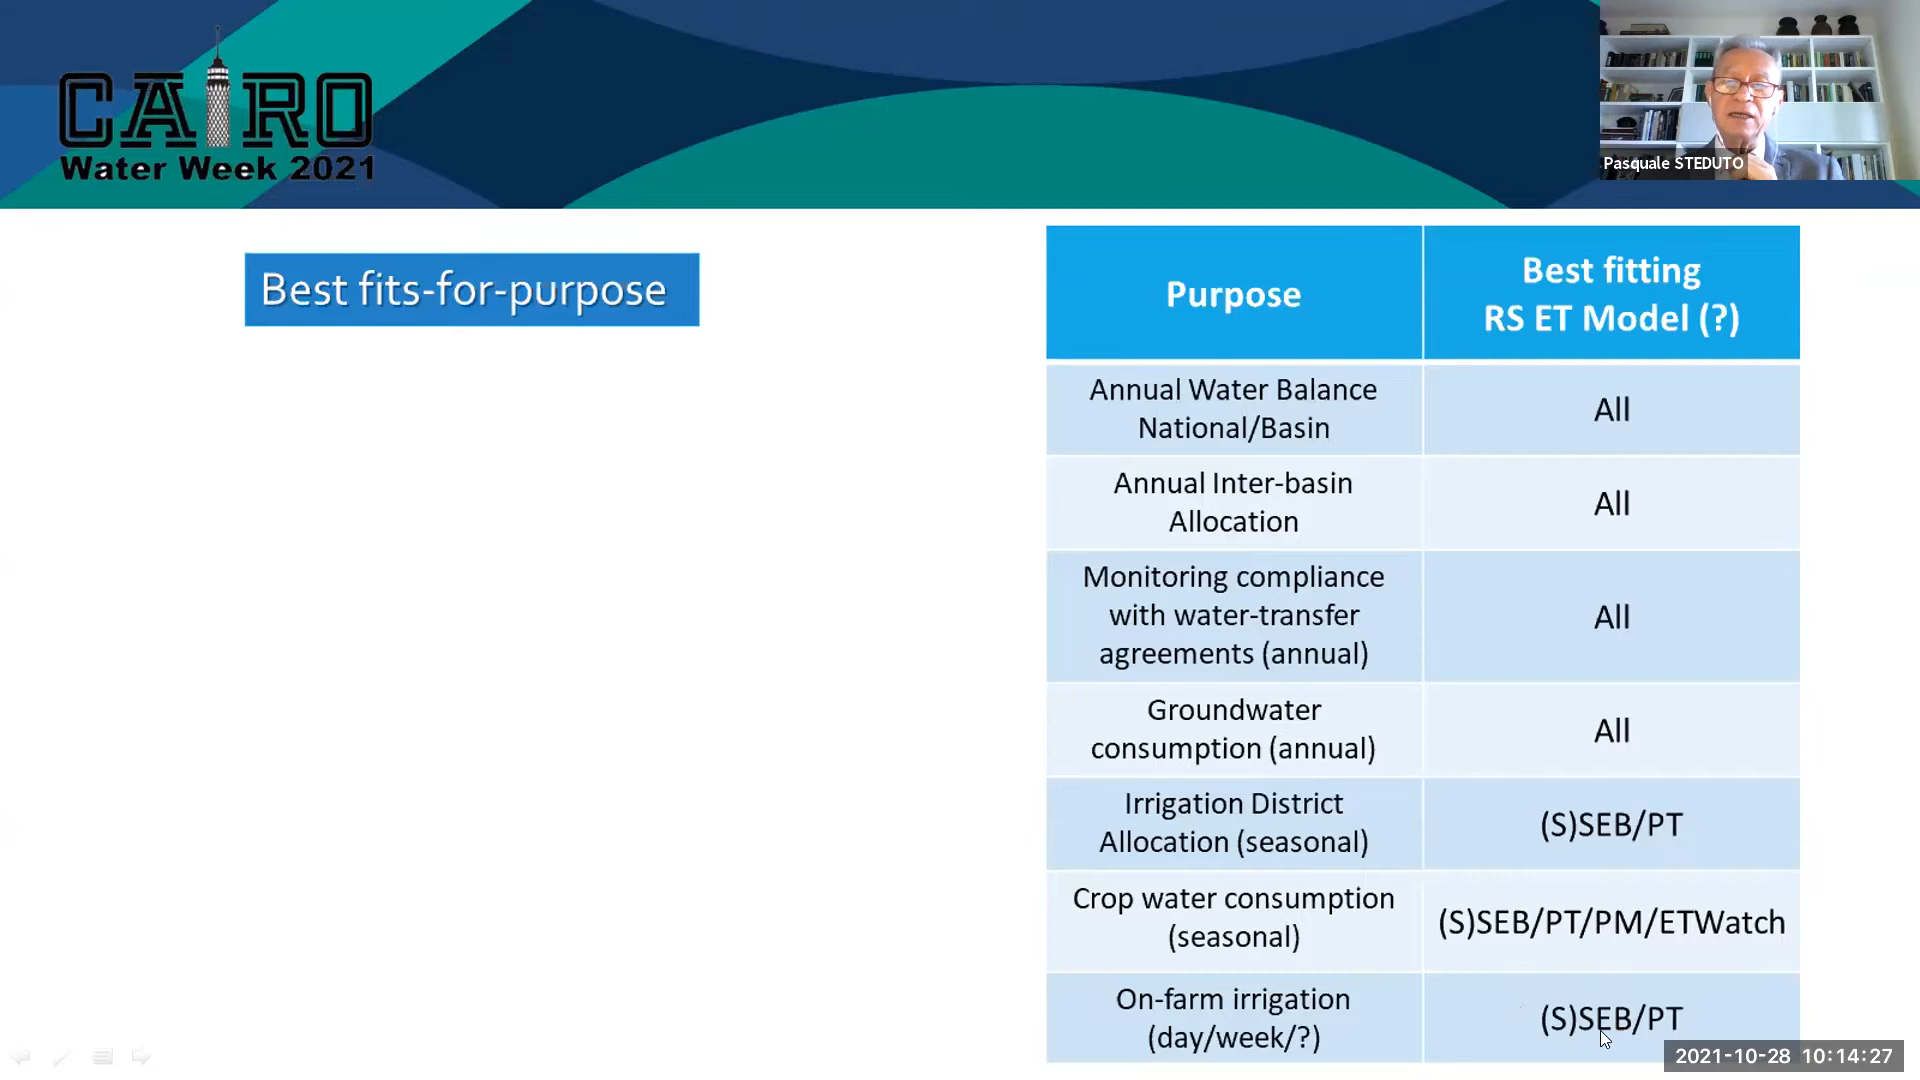 CAIRO
Water Week 2021
Pasquale STEDUTO
Best fits-for-purpose
Purpose
Best fitting
RS ET Model (?)
Annual Water Balance
National/Basin
All
Annual Inter-basin
Allocation
All
Monitoring compliance
with water-transfer
agreements (annual)
All
Groundwater
consumption (annual)
All
Irrigation District
Allocation (seasonal)
(S)SEB/PT
Crop water consumption
(seasonal)
(S)SEB/PT/PM/ETWatch
On-farm irrigation
(day/week/?)
(S)SEB/PT
2021-10-28 10:14:27